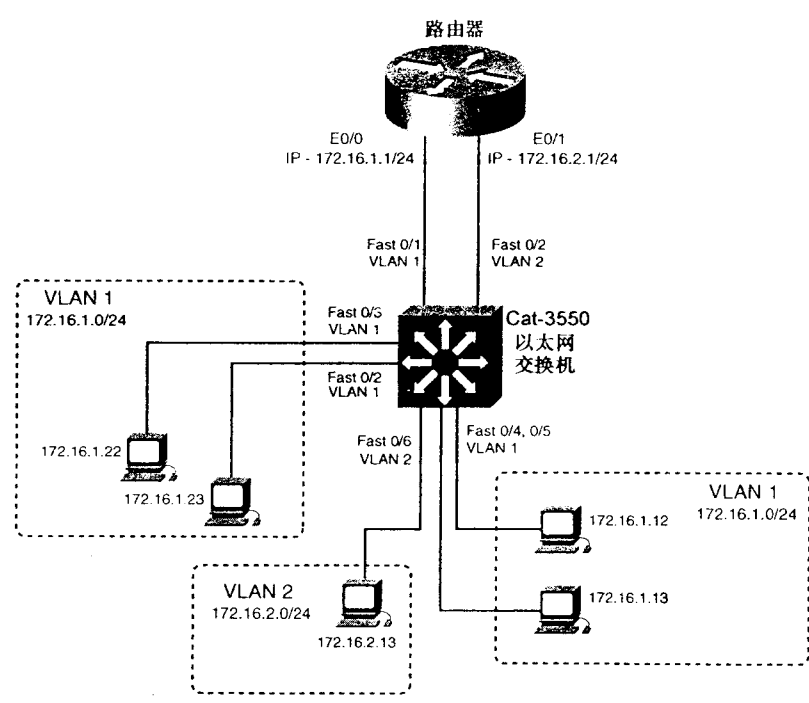 路由器
E0/0
IP - 172.16.1.1/24
E0/1
IP - 172.16.2.1/24
Fast 0/1
VLAN 1
Fast 0/2
VLAN 2
VLAN 1
172.16.1.0/24
Fast 0/3
VLAN 1
Cat-3550
以太网
交换机
Fast 0/2
VLAN 1
172.16.1.22
172.16.1.23
Fast 0/6
VLAN 2
Fast 0/4, 0/5
VLAN 1
VLAN 1
172.16.1.0/24
172.16.1.12
172.16.1.13
VLAN 2
172.16.2.0/24
172.16.2.13